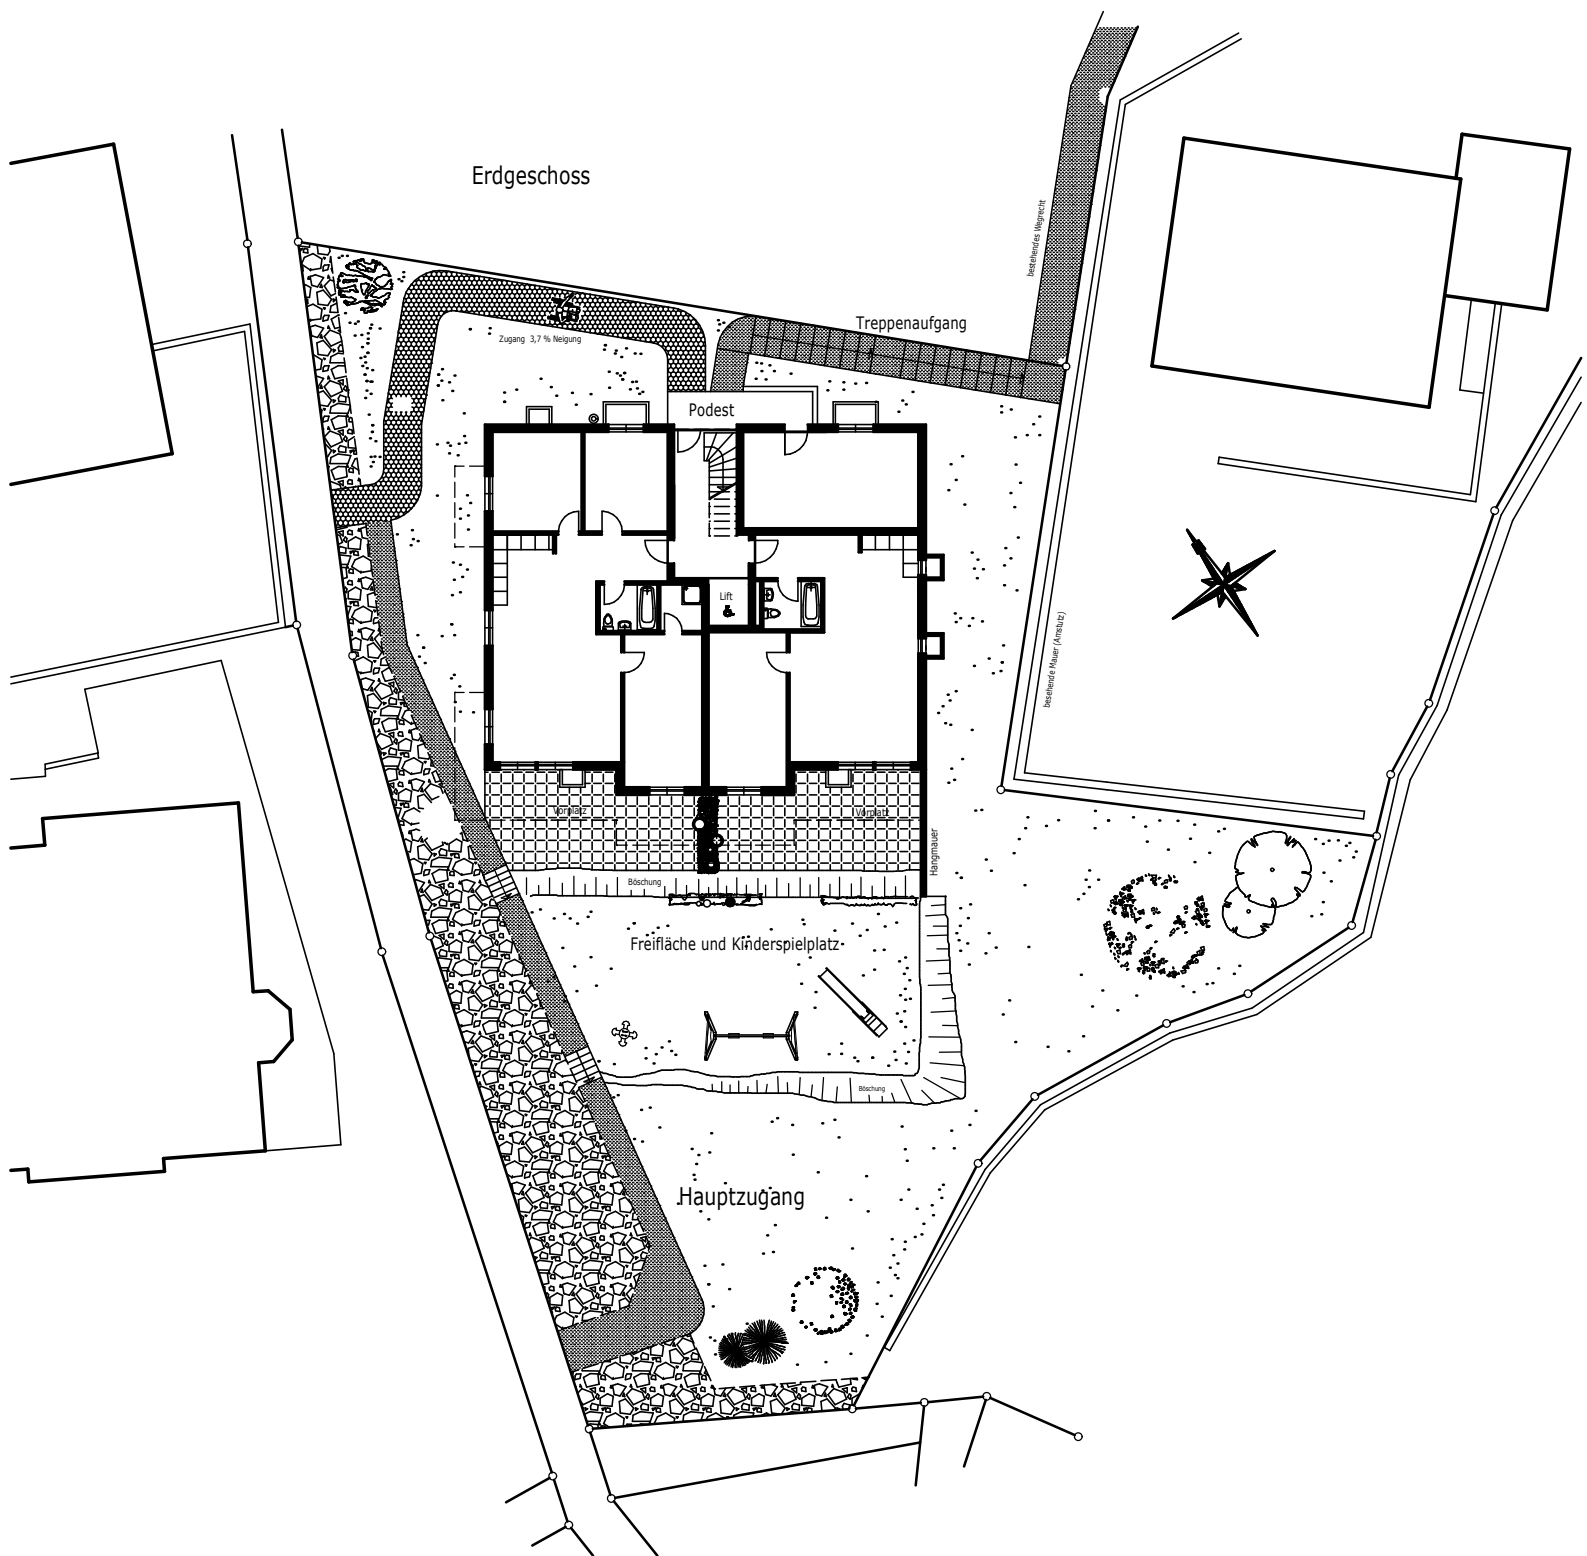 Erdgeschoss
bestehendes Wegrecht
Treppenaufgang
Zugang 3,7 % Neigung
Podest
Lift
besehende Mauer (Amstutz)
Vorplatz
Vorplatz
Hangmauer
Böschung
Freifläche und Kinderspielplatz
Böschung
Hauptzugang